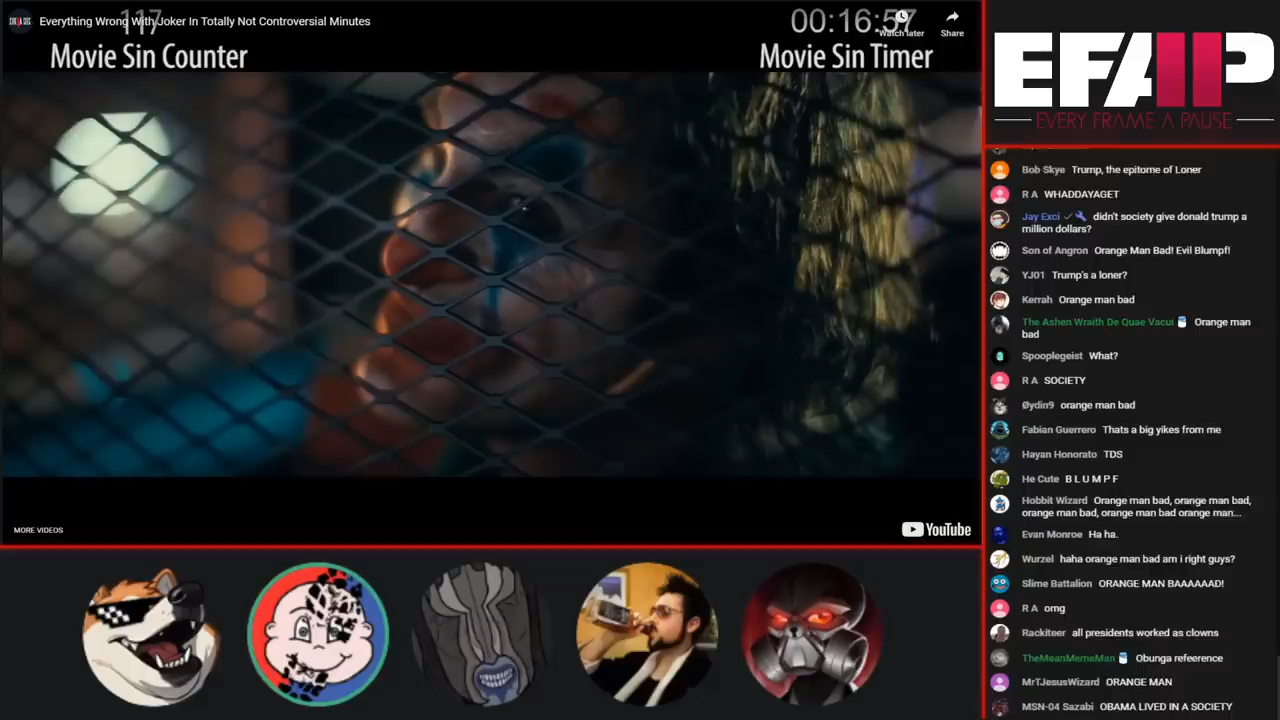 Everything Wrong With Joker In Totally Not Controversial Minutes
117
Movie Sin Counter
00:16:57
Watch later
Share
Movie Sin Timer
MORE VIDEOS
YouTube
EFAP
EVERY FRAME A PAUSE
Bob Skye Trump, the epitome of Loner
R A WHADDAYAGET
Jay Exci didn't society give donald trump a
million dollars?
Son of Angron Orange Man Bad! Evil Blumpf!
YJ01 Trump's a loner?
Kerrah Orange man bad
The Ashen Wraith De Quae Vacui Orange man
bad
Spooplegeist What?
R A SOCIETY
Øydin9 orange man bad
Fabian Guerrero Thats a big yikes from me
Hayan Honorato TDS
He Cute B L U M P F
Hobbit Wizard Orange man bad, orange man bad,
orange man bad, orange man bad orange man...
Evan Monroe Ha ha.
Wurzel haha orange man bad am i right guys?
Slime Battalion ORANGE MAN BAAAAAAD!
R A omg
Rackiteer all presidents worked as clowns
TheMeanMemeMan Obunga refeerence
MrTJesusWizard ORANGE MAN
MSN-04 Sazabi OBAMA LIVED IN A SOCIETY